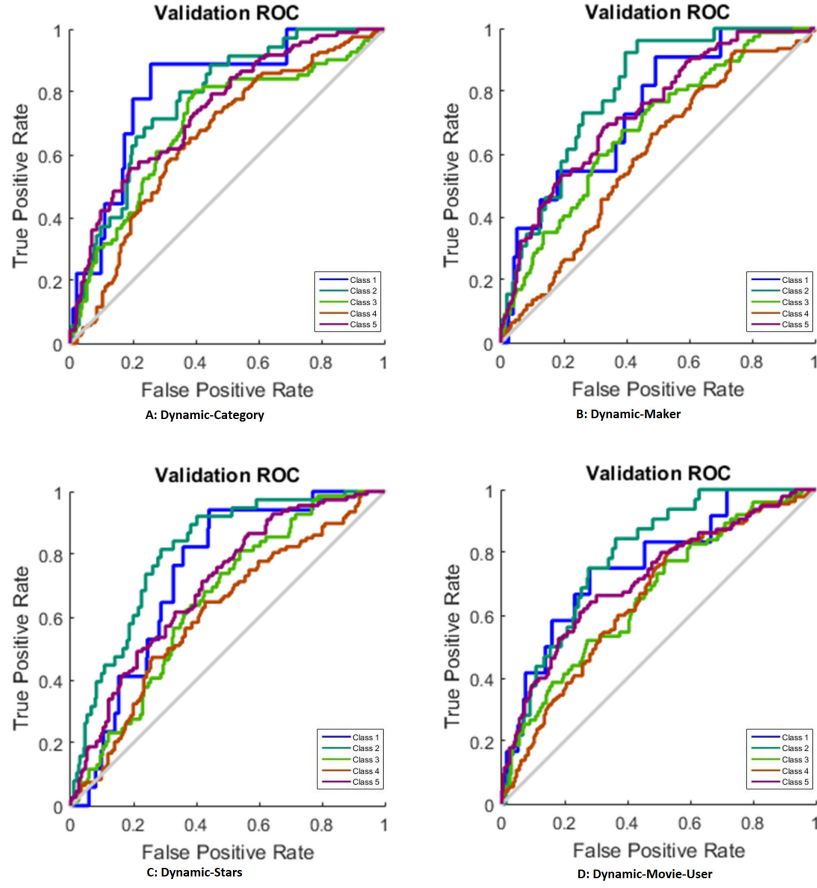 Validation ROC
1
0.8
0.6
0.4
0.2
0
True Positive Rate
0 0.2 0.4 0.6 0.8 1
False Positive Rate
Class 1
Class 2
Class 3
Class 4
Class 5
A: Dynamic-Category
Validation ROC
1
0.8
0.6
0.4
0.2
0
True Positive Rate
0 0.2 0.4 0.6 0.8 1
False Positive Rate
Class 1
Class 2
Class 3
Class 4
Class 5
B: Dynamic-Maker
Validation ROC
1
0.8
0.6
0.4
0.2
0
True Positive Rate
0 0.2 0.4 0.6 0.8 1
False Positive Rate
Class 1
Class 2
Class 3
Class 4
Class 5
C: Dynamic-Stars
Validation ROC
1
0.8
0.6
0.4
0.2
0
True Positive Rate
0 0.2 0.4 0.6 0.8 1
False Positive Rate
Class 1
Class 2
Class 3
Class 4
Class 5
D: Dynamic-Movie-User